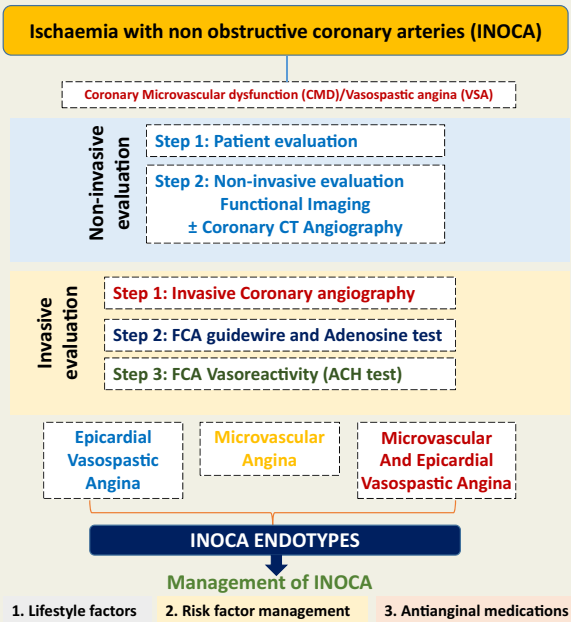 Ischaemia with non obstructive coronary arteries (INOCA)
Coronary Microvascular dysfunction (CMD)/Vasospastic angina (VSA)
Non-invasive
evaluation
Step 1: Patient evaluation
Step 2: Non-invasive evaluation
Functional Imaging
± Coronary CT Angiography
Invasive
evaluation
Step 1: Invasive Coronary angiography
Step 2: FCA guidewire and Adenosine test
Step 3: FCA Vasoreactivity (ACH test)
Epicardial
Vasospastic
Angina
Microvascular
Angina
Microvascular
And Epicardial
Vasospastic Angina
INOCA ENDOTYPES
Management of INOCA
1. Lifestyle factors
2. Risk factor management
3. Antianginal medications